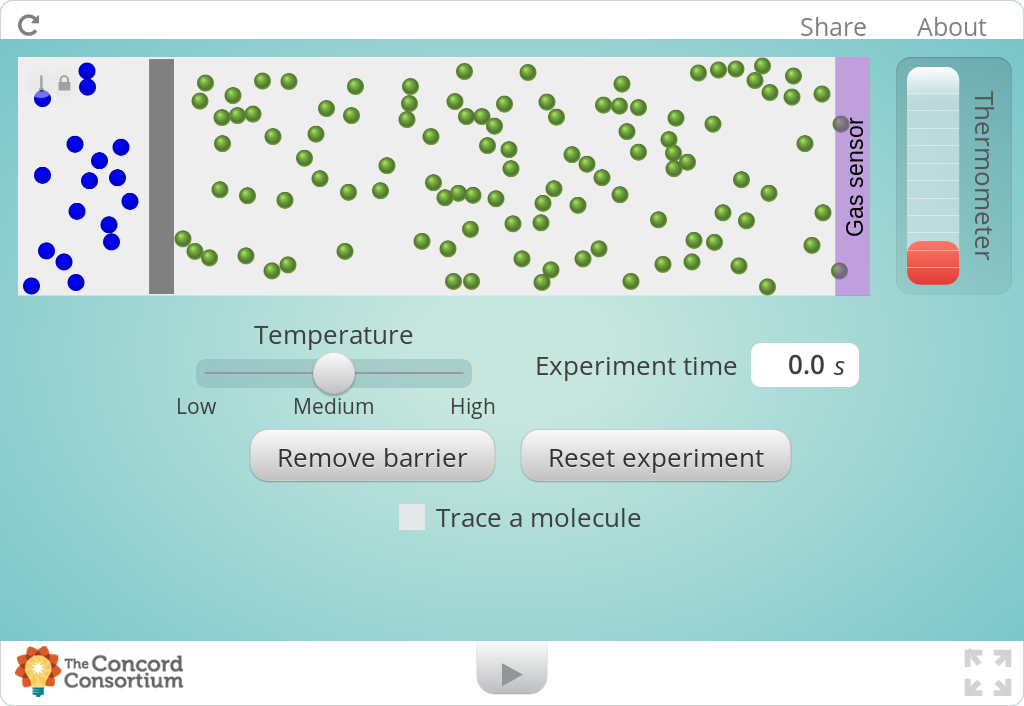 Share About
Gas sensor
Thermometer
Temperature
Low Medium High
Experiment time 0.0 s
Remove barrier Reset experiment
Trace a molecule
The Concord
Consortium